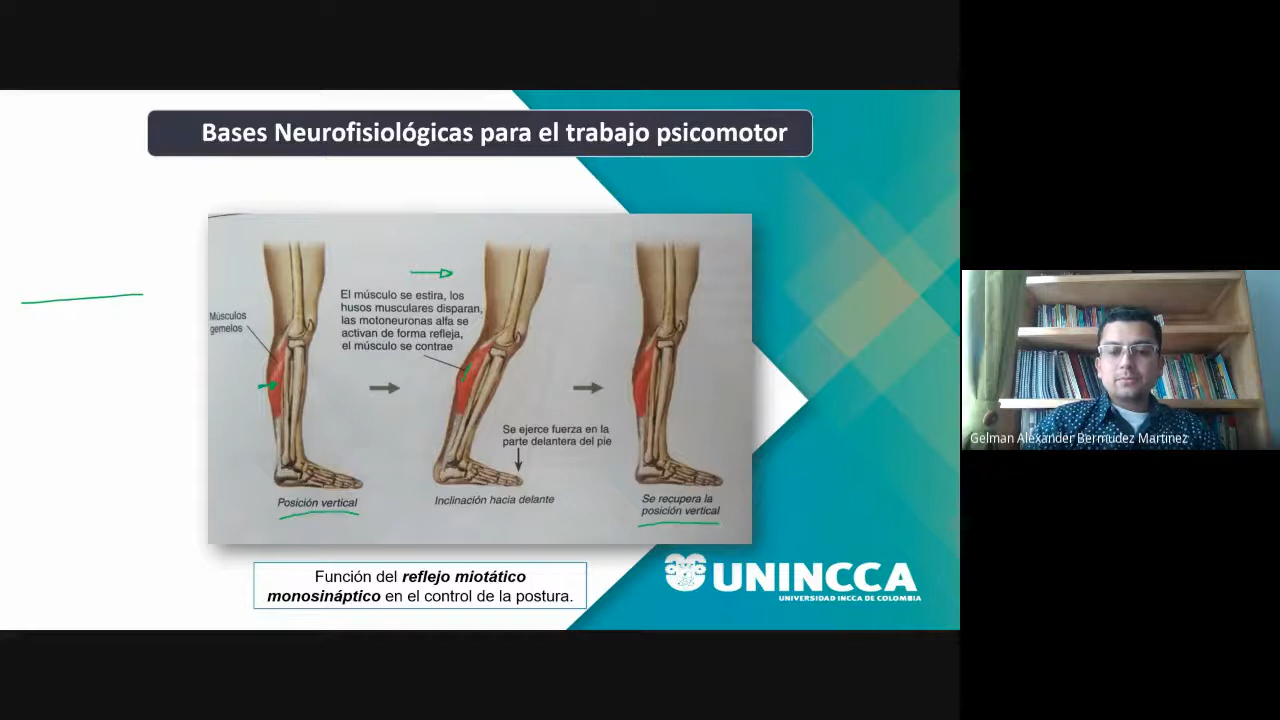 Bases Neurofisiológicas para el trabajo psicomotor
Músculos
gemelos
El músculo se estira, los
husos musculares disparan,
las motoneuronas alfa se
activan de forma refleja,
el músculo se contrae
Se ejerce fuerza en la
parte delantera del pie
Posición vertical
Inclinación hacia delante
Se recupera la
posición vertical
Función del reflejo miotático
monosináptico en el control de la postura.
UNINCCA
UNIVERSIDAD INCCA DE COLOMBIA
Gelman Alexander Bermudez Martinez